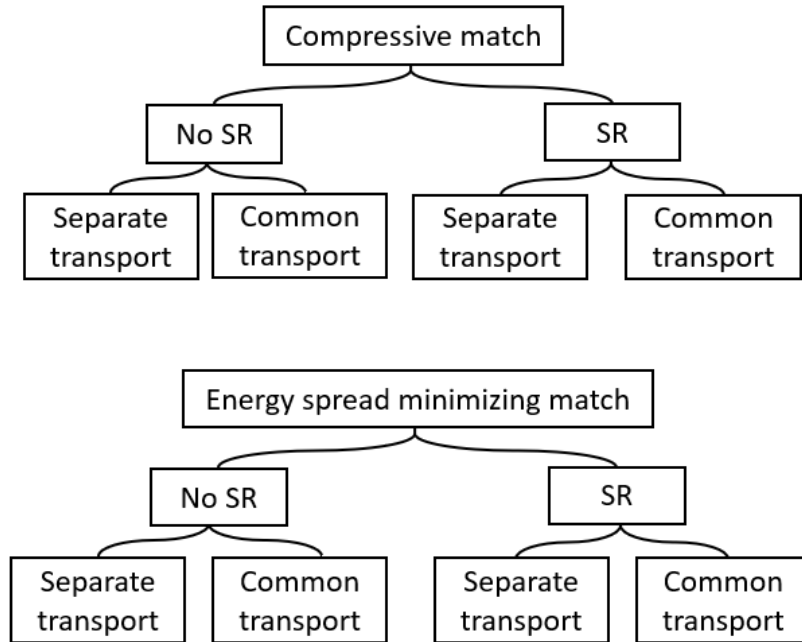 Compressive match
No SR
SR
Separate
transport
Common
transport
Separate
transport
Common
transport
Energy spread minimizing match
No SR
SR
Separate
transport
Common
transport
Separate
transport
Common
transport